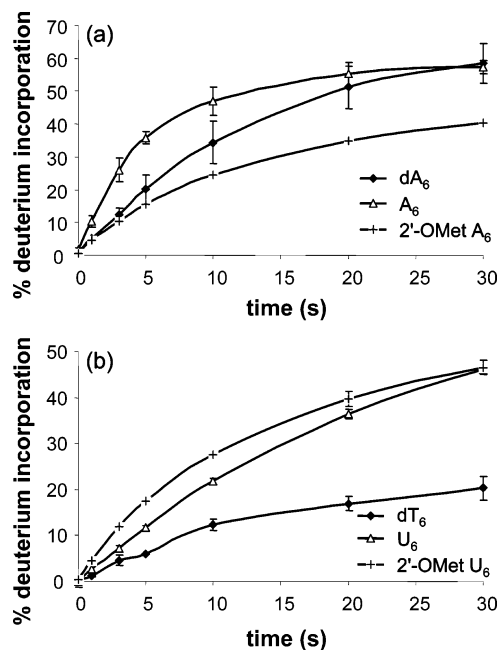 (a)
% deuterium incorporation
70
60
50
40
30
20
10
0
dA₆
A₆
2'-OMet A₆
0 5 10 15 20 25 30
time (s)
(b)
% deuterium incorporation
50
40
30
20
10
0
dT₆
U₆
2'-OMet U₆
0 5 10 15 20 25 30
time (s)